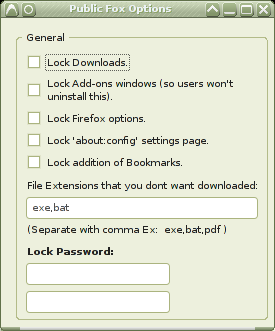 Public Fox Options
General
Lock Downloads.
Lock Add-ons windows (so users won't
uninstall this).
Lock Firefox options.
Lock 'about:config' settings page.
Lock addition of Bookmarks.
File Extensions that you dont want downloaded:
exe,bat
(Separate with comma Ex: exe,bat,pdf )
Lock Password: